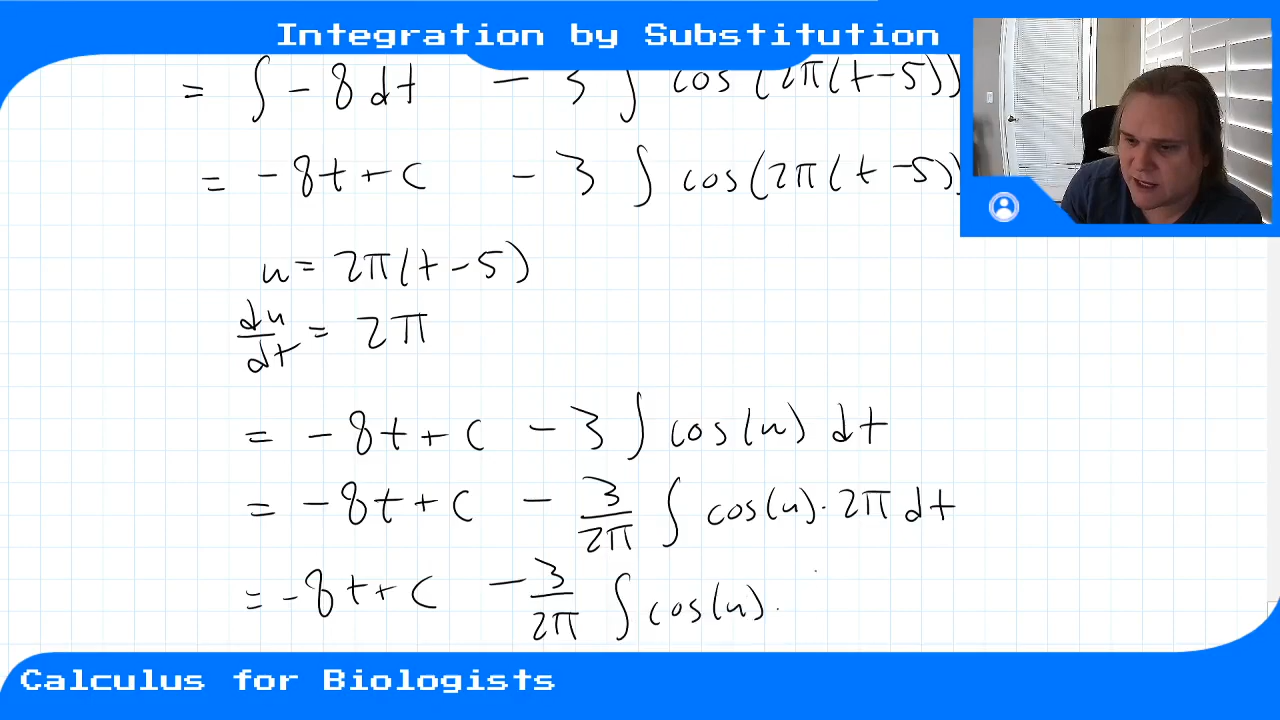 Integration by Substitution
= ∫ -8 dt - 3 ∫ cos(2π(t-5))
= -8t + c - 3 ∫ cos(2π(t-5))
u = 2π(t-5)
du/dt = 2π
= -8t + c - 3 ∫ cos(u) dt
= -8t + c - 3/2π ∫ cos(u) · 2π dt
= -8t + c - 3/2π ∫ cos(u) ·
Calculus for Biologists